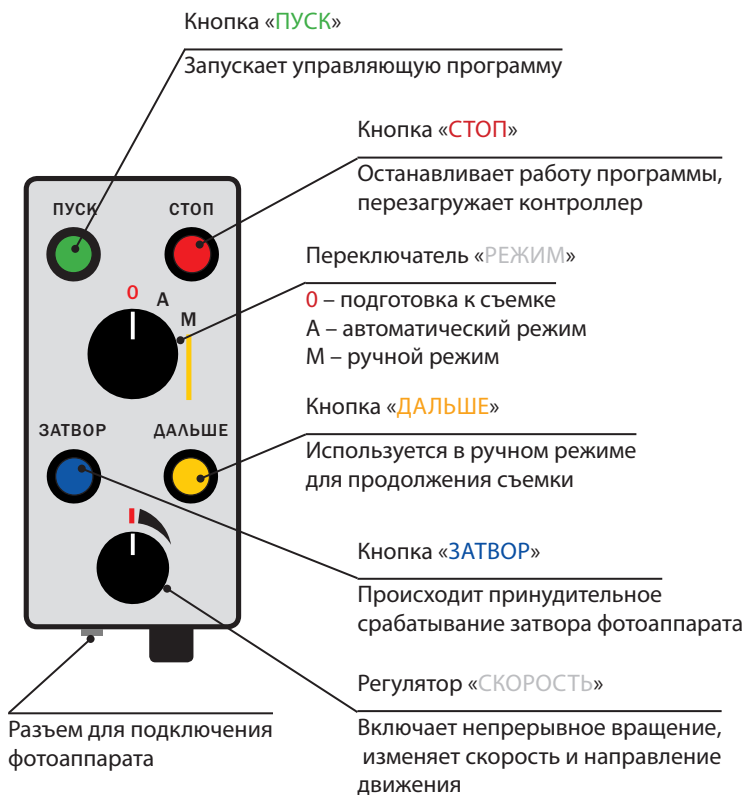 Кнопка «ПУСК»
Запускает управляющую программу
Кнопка «СТОП»
Останавливает работу программы,
перезагружает контроллер
ПУСК СТОП
Переключатель «РЕЖИМ»
0 А М
0 – подготовка к съемке
А – автоматический режим
М – ручной режим
Кнопка «ДАЛЬШЕ»
ЗАТВОР ДАЛЬШЕ
Используется в ручном режиме
для продолжения съемки
Кнопка «ЗАТВОР»
Происходит принудительное
срабатывание затвора фотоаппарата
Регулятор «СКОРОСТЬ»
Включает непрерывное вращение,
изменяет скорость и направление
движения
Разъем для подключения
фотоаппарата